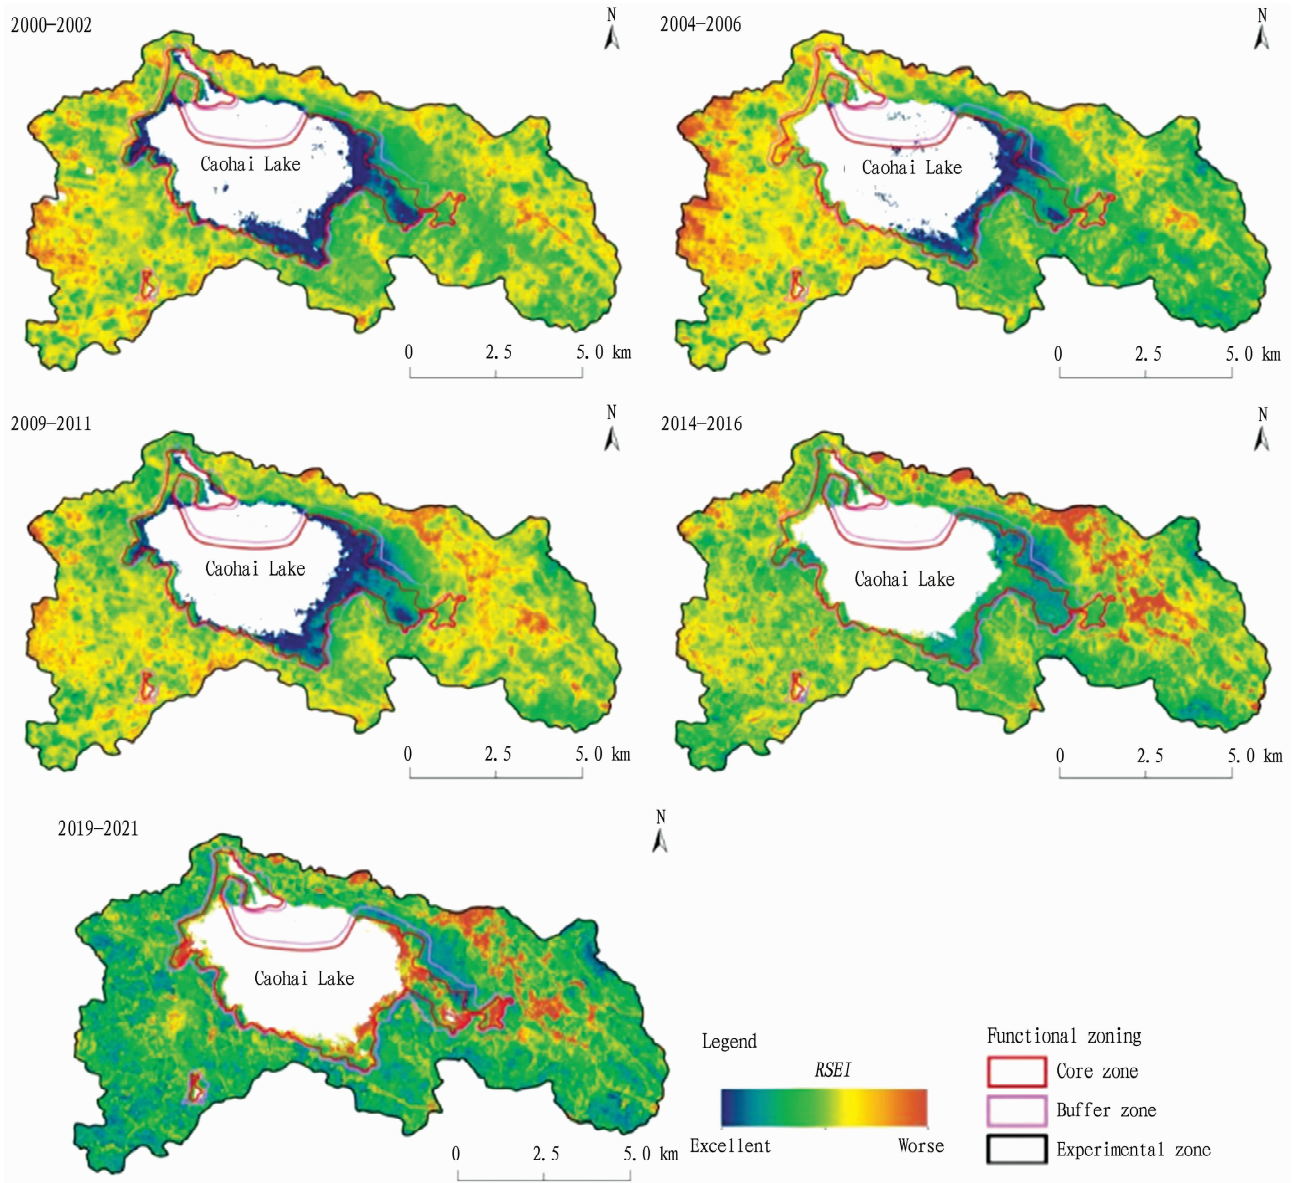 2000—2002
N
Caohai Lake
0 2.5 5.0 km
2004—2006
N
Caohai Lake
0 2.5 5.0 km
2009—2011
N
Caohai Lake
0 2.5 5.0 km
2014—2016
N
Caohai Lake
0 2.5 5.0 km
2019—2021
N
Caohai Lake
0 2.5 5.0 km
Legend
RSEI
Excellent Worse
Functional zoning
Core zone
Buffer zone
Experimental zone